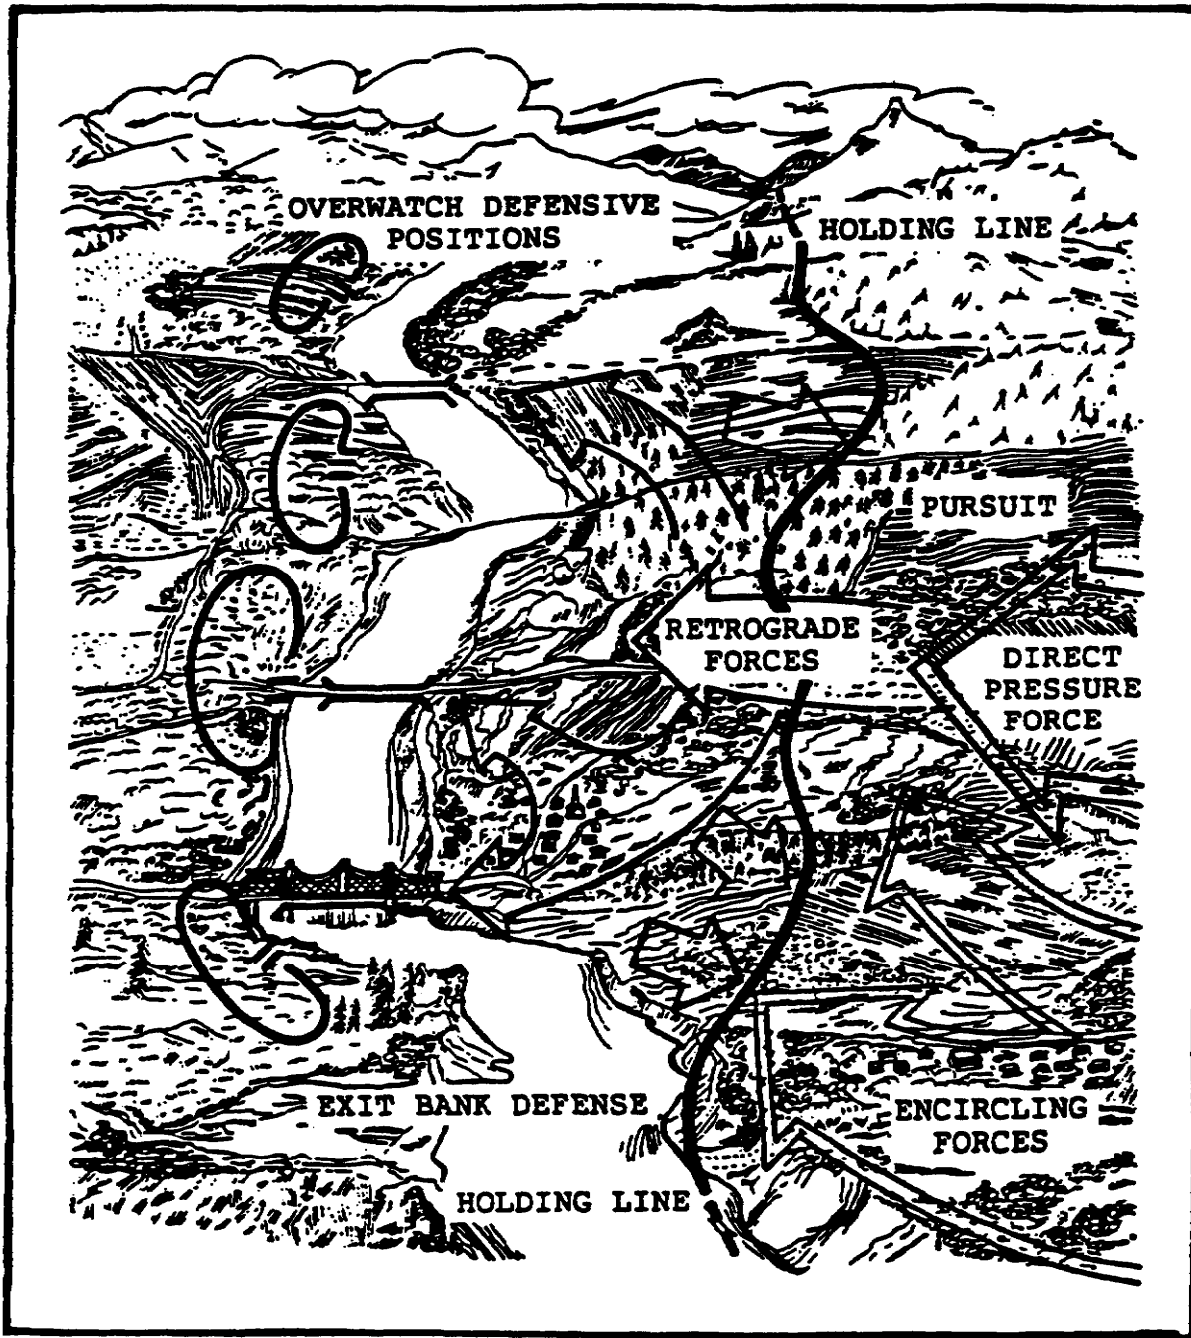 OVERWATCH DEFENSIVE
POSITIONS
HOLDING LINE
PURSUIT
RETROGRADE
FORCES
DIRECT
PRESSURE
FORCE
EXIT BANK DEFENSE
ENCIRCLING
FORCES
HOLDING LINE